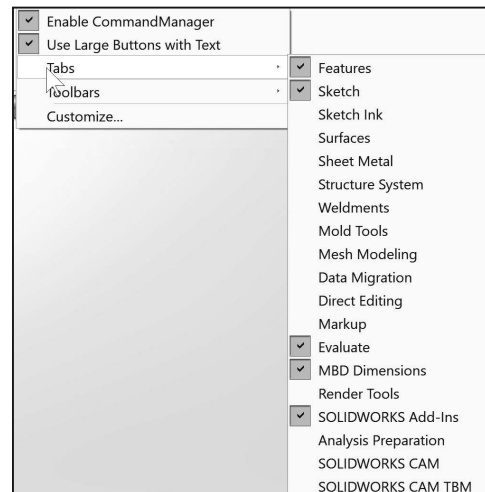 Enable CommandManager
Use Large Buttons with Text
Tabs
Toolbars
Customize...
Features
Sketch
Sketch Ink
Surfaces
Sheet Metal
Structure System
Weldments
Mold Tools
Mesh Modeling
Data Migration
Direct Editing
Markup
Evaluate
MBD Dimensions
Render Tools
SOLIDWORKS Add-Ins
Analysis Preparation
SOLIDWORKS CAM
SOLIDWORKS CAM TBM